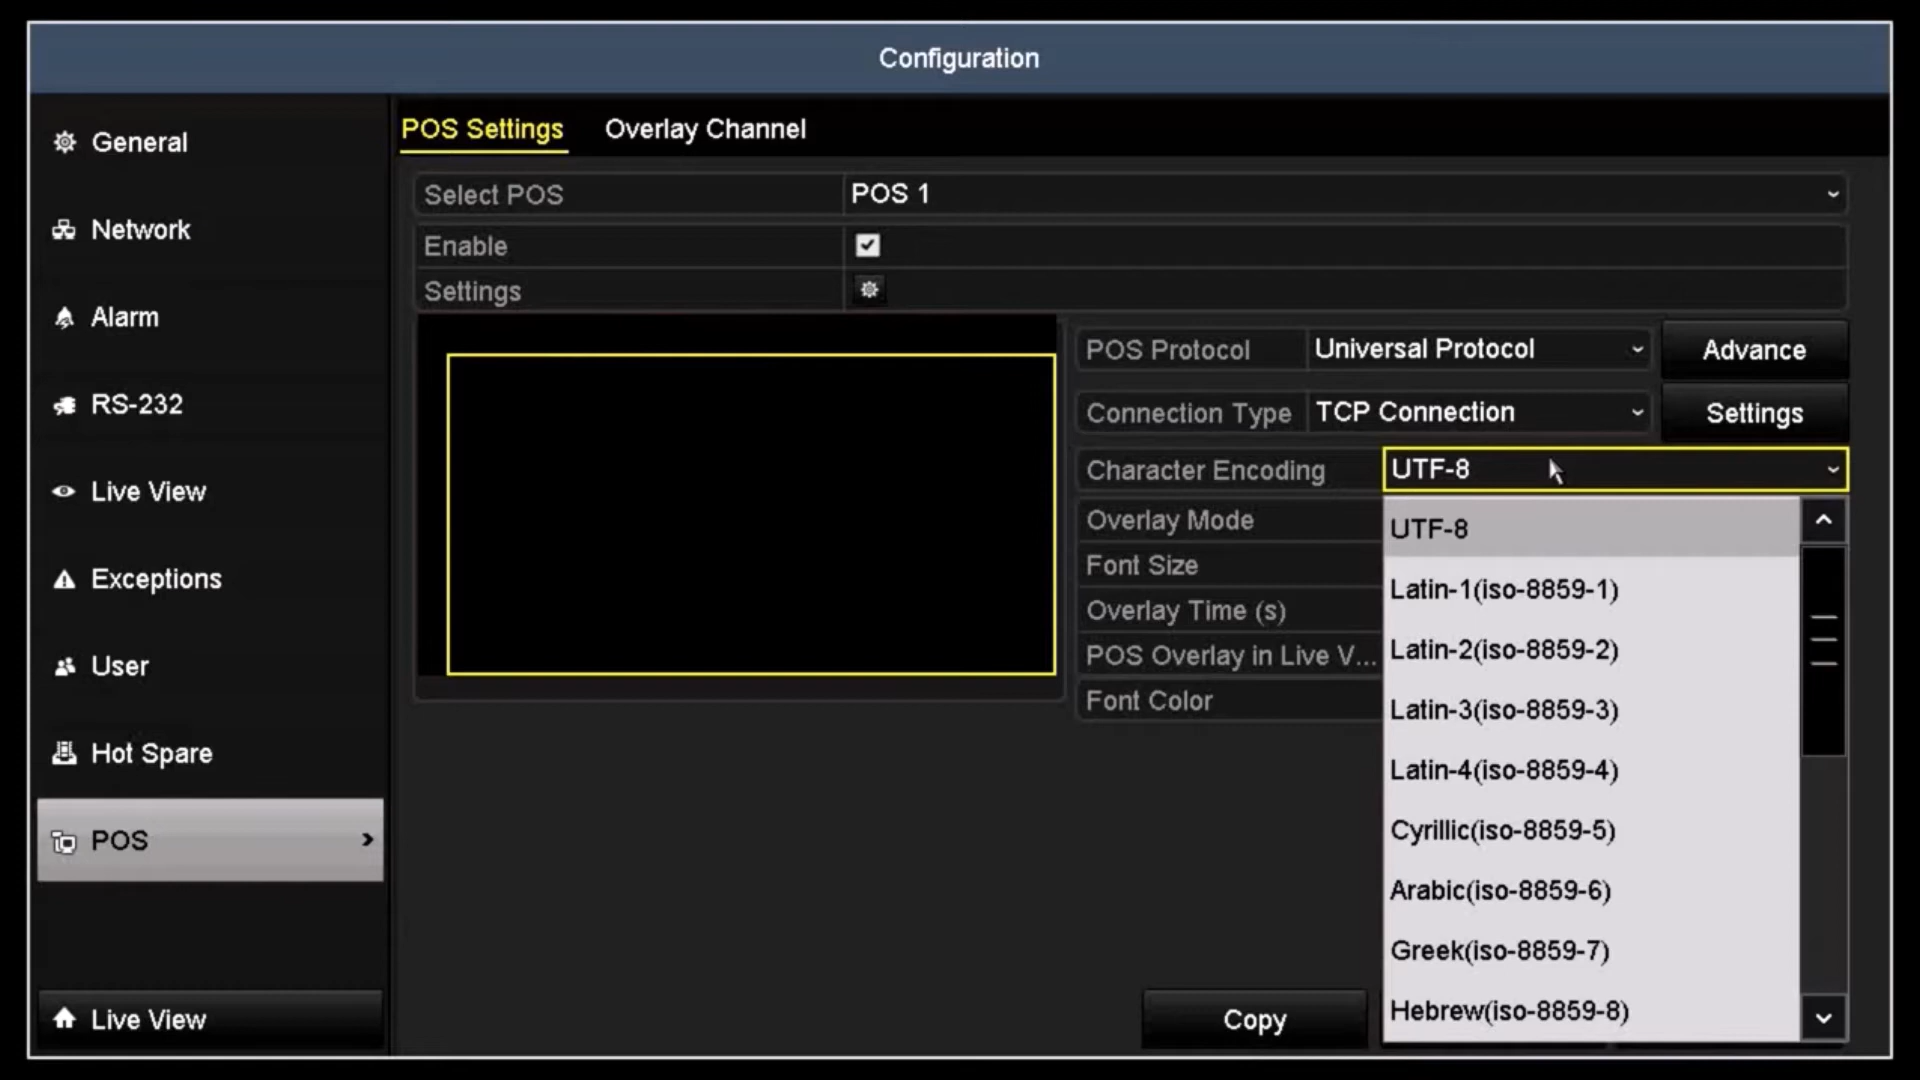 Configuration
General
Network
Alarm
RS-232
Live View
Exceptions
User
Hot Spare
POS
Live View
POS Settings
Overlay Channel
Select POS
POS 1
Enable
Settings
POS Protocol
Universal Protocol
Advance
Connection Type
TCP Connection
Settings
Character Encoding
UTF-8
Overlay Mode
Font Size
Overlay Time (s)
POS Overlay in Live V...
Font Color
UTF-8
Latin-1(iso-8859-1)
Latin-2(iso-8859-2)
Latin-3(iso-8859-3)
Latin-4(iso-8859-4)
Cyrillic(iso-8859-5)
Arabic(iso-8859-6)
Greek(iso-8859-7)
Hebrew(iso-8859-8)
Copy